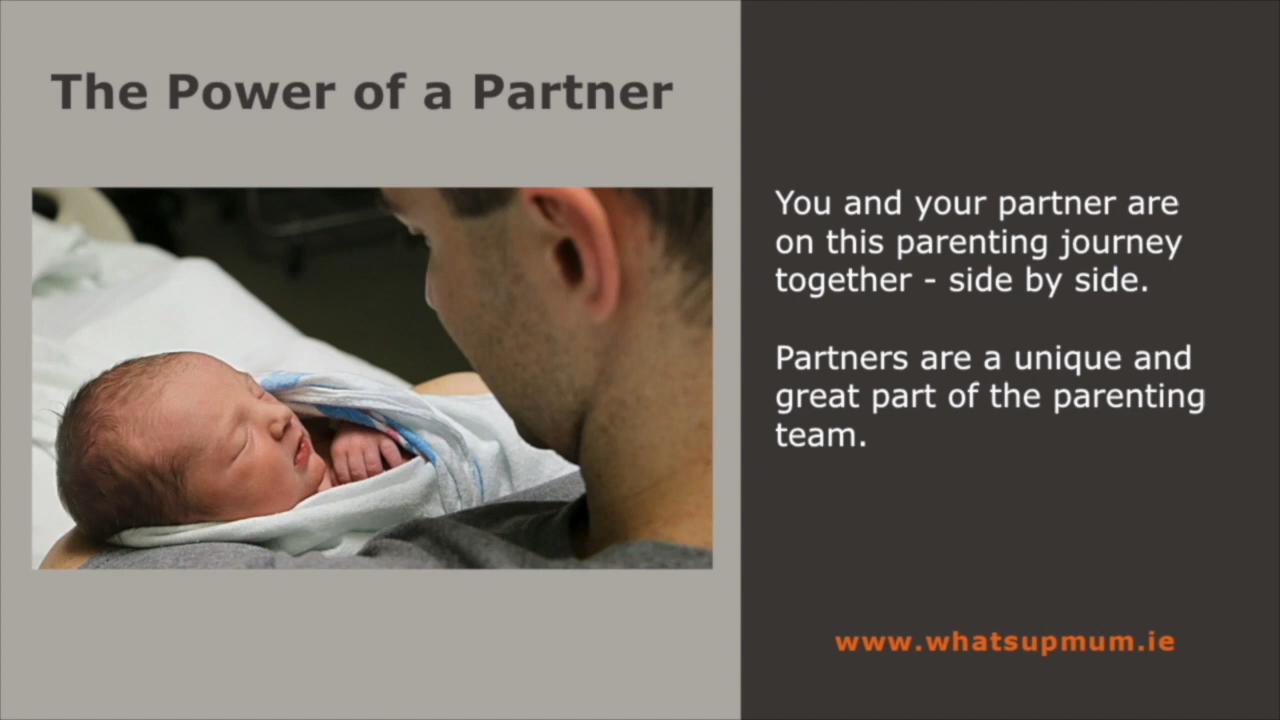 The Power of a Partner
You and your partner are
on this parenting journey
together - side by side.
Partners are a unique and
great part of the parenting
team.
www.whatsupmum.ie